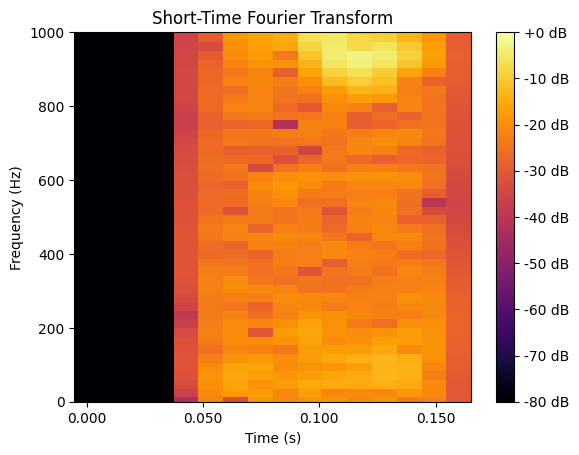 Short-Time Fourier Transform
1000
800
600
400
200
0
Frequency (Hz)
0.000
0.050
0.100
0.150
Time (s)
+0 dB
-10 dB
-20 dB
-30 dB
-40 dB
-50 dB
-60 dB
-70 dB
-80 dB